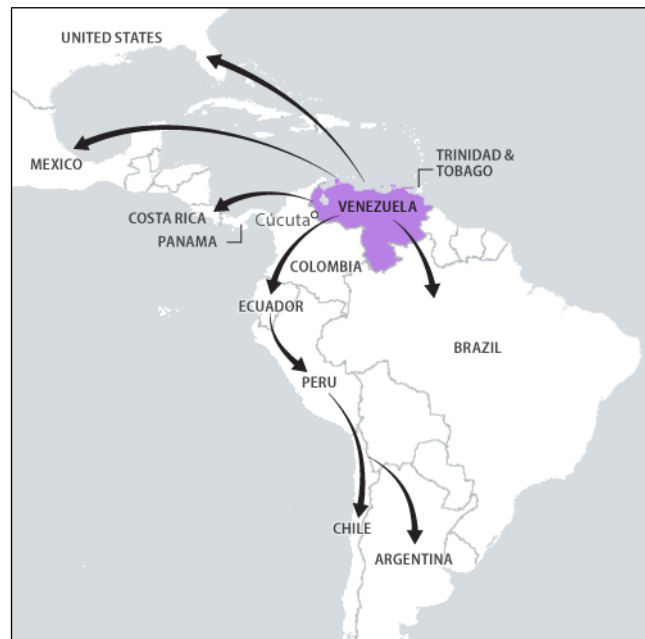 UNITED STATES
MEXICO
TRINIDAD &
TOBAGO
VENEZUELA
COSTA RICA
Cúcuta
PANAMA
COLOMBIA
ECUADOR
BRAZIL
PERU
CHILE
ARGENTINA